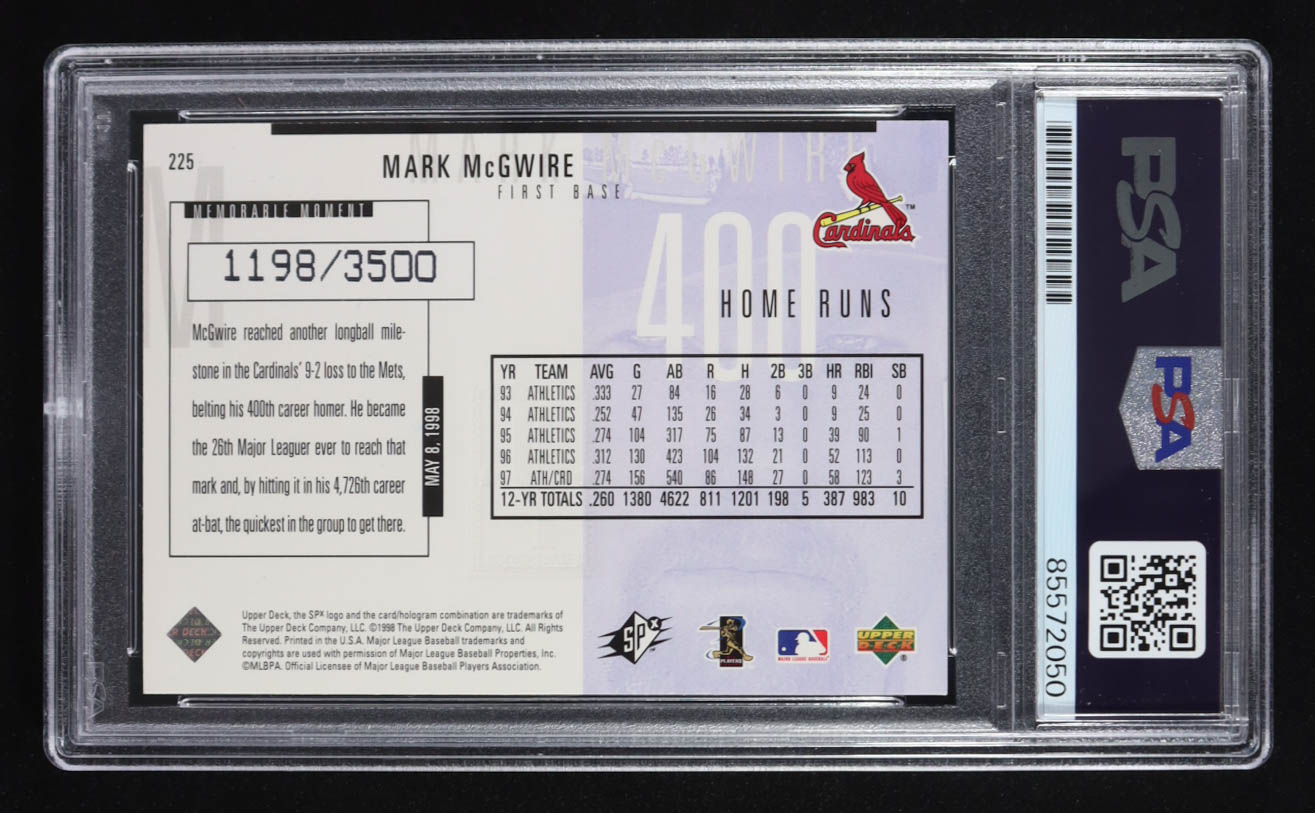 225
MARK McGWIRE
FIRST BASE
MARK McGWIRE
M
Cardinals
TM
MEMORABLE MOMENT
1198/3500
McGwire reached another longball mile-
stone in the Cardinals' 9-2 loss to the Mets,
belting his 400th career homer. He became
the 26th Major Leaguer ever to reach that
mark and, by hitting it in his 4,726th career
at-bat, the quickest in the group to get there.
MAY 8, 1998
400
HOME RUNS
YR TEAM AVG G AB R H 2B 3B HR RBI SB
93 ATHLETICS .333 27 84 16 28 6 0 9 24 0
94 ATHLETICS .252 47 135 26 34 3 0 9 25 0
95 ATHLETICS .274 104 317 75 87 13 0 39 90 1
96 ATHLETICS .312 130 423 104 132 21 0 52 113 0
97 ATH/CRD .274 156 540 86 148 27 0 58 123 3
12-YR TOTALS .260 1380 4622 811 1201 198 5 387 983 10
Upper Deck, the SPx logo and the card/hologram combination are trademarks of
The Upper Deck Company, LLC. ©1998 The Upper Deck Company, LLC. All Rights
Reserved. Printed in the U.S.A. Major League Baseball trademarks and
copyrights are used with permission of Major League Baseball Properties, Inc.
©MLBPA. Official Licensee of Major League Baseball Players Association.
SPx
PLAYERS
MAJOR LEAGUE BASEBALL
UPPER
DECK
®
PSA
PSA
85572050